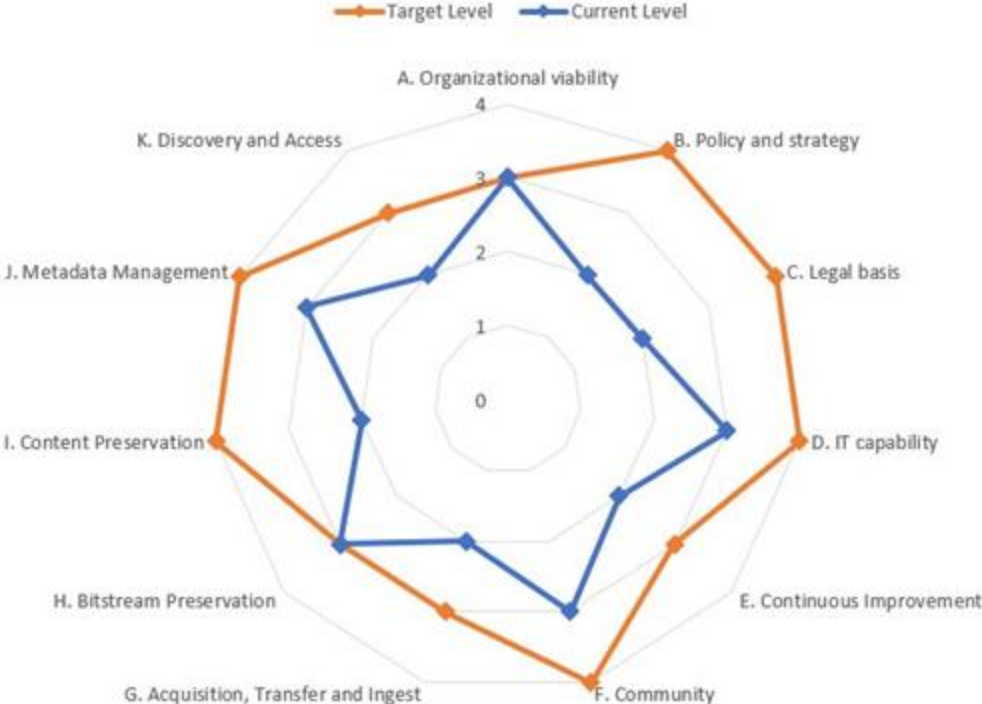 Target Level Current Level
A. Organizational viability
4
K. Discovery and Access
B. Policy and strategy
3
2
J. Metadata Management
C. Legal basis
1
0
I. Content Preservation
D. IT capability
H. Bitstream Preservation
E. Continuous Improvement
G. Acquisition, Transfer and Ingest
F. Community